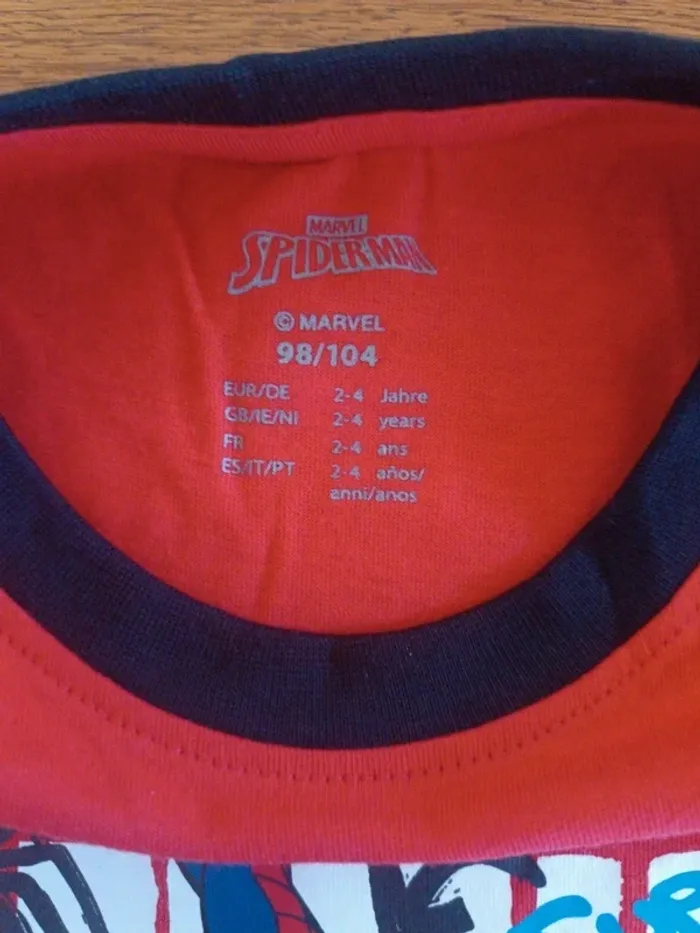 MARVEL
SPIDER-MAN
© MARVEL
98/104
EUR/DE 2-4 Jahre
GB/IE/NI 2-4 years
FR 2-4 ans
ES/IT/PT 2-4 años/
anni/anos